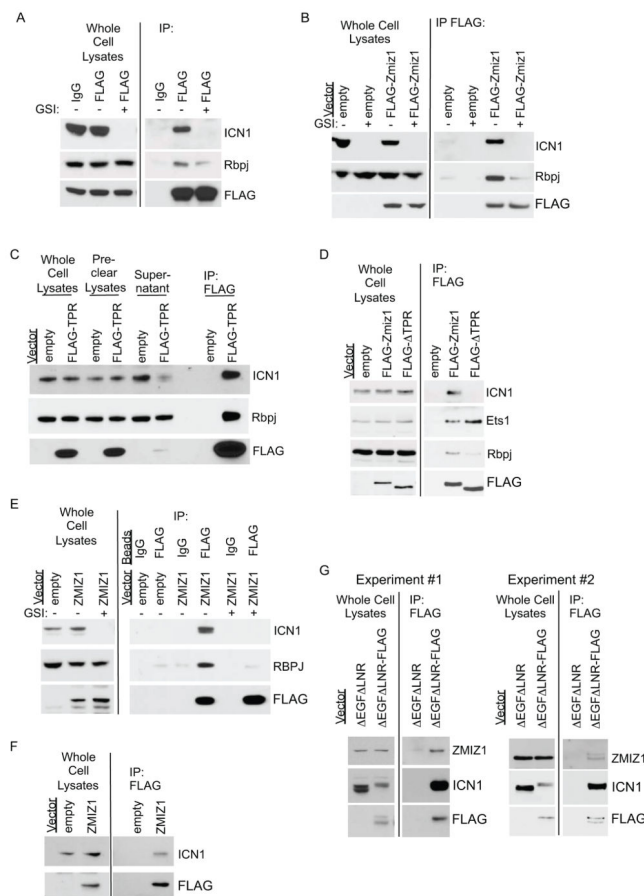 A
Whole
Cell
Lysates
IP:
IgG
FLAG
FLAG
IgG
FLAG
FLAG
GSI: - - + - - +
ICN1
Rbpj
FLAG
B
Whole Cell
Lysates
IP FLAG:
Vector
empty
empty
FLAG-Zmiz1
FLAG-Zmiz1
empty
empty
FLAG-Zmiz1
FLAG-Zmiz1
GSI: - + - + - + - +
ICN1
Rbpj
FLAG
C
Whole
Cell
Lysates
Pre-
clear
Lysates
Super-
natant
IP:
FLAG
Vector
empty
FLAG-TPR
empty
FLAG-TPR
empty
FLAG-TPR
empty
FLAG-TPR
ICN1
Rbpj
FLAG
D
Whole
Cell
Lysates
IP:
FLAG
Vector
empty
FLAG-Zmiz1
FLAG-ΔTPR
empty
FLAG-Zmiz1
FLAG-ΔTPR
ICN1
Ets1
Rbpj
FLAG
E
Whole
Cell
Lysates
IP:
Beads
IgG
FLAG
IgG
FLAG
IgG
FLAG
Vector
empty
ZMIZ1
ZMIZ1
Vector
empty
empty
ZMIZ1
ZMIZ1
ZMIZ1
ZMIZ1
GSI: - - + - - - - + +
ICN1
RBPJ
FLAG
F
Whole
Cell
Lysates
IP:
FLAG
Vector
empty
ZMIZ1
empty
ZMIZ1
ICN1
FLAG
G
Experiment #1
Experiment #2
Whole Cell
Lysates
IP:
FLAG
Whole Cell
Lysates
IP:
FLAG
Vector
ΔEGFΔLNR
ΔEGFΔLNR-FLAG
ΔEGFΔLNR
ΔEGFΔLNR-FLAG
Vector
ΔEGFΔLNR
ΔEGFΔLNR-FLAG
ΔEGFΔLNR
ΔEGFΔLNR-FLAG
ZMIZ1
ICN1
FLAG
ZMIZ1
ICN1
FLAG